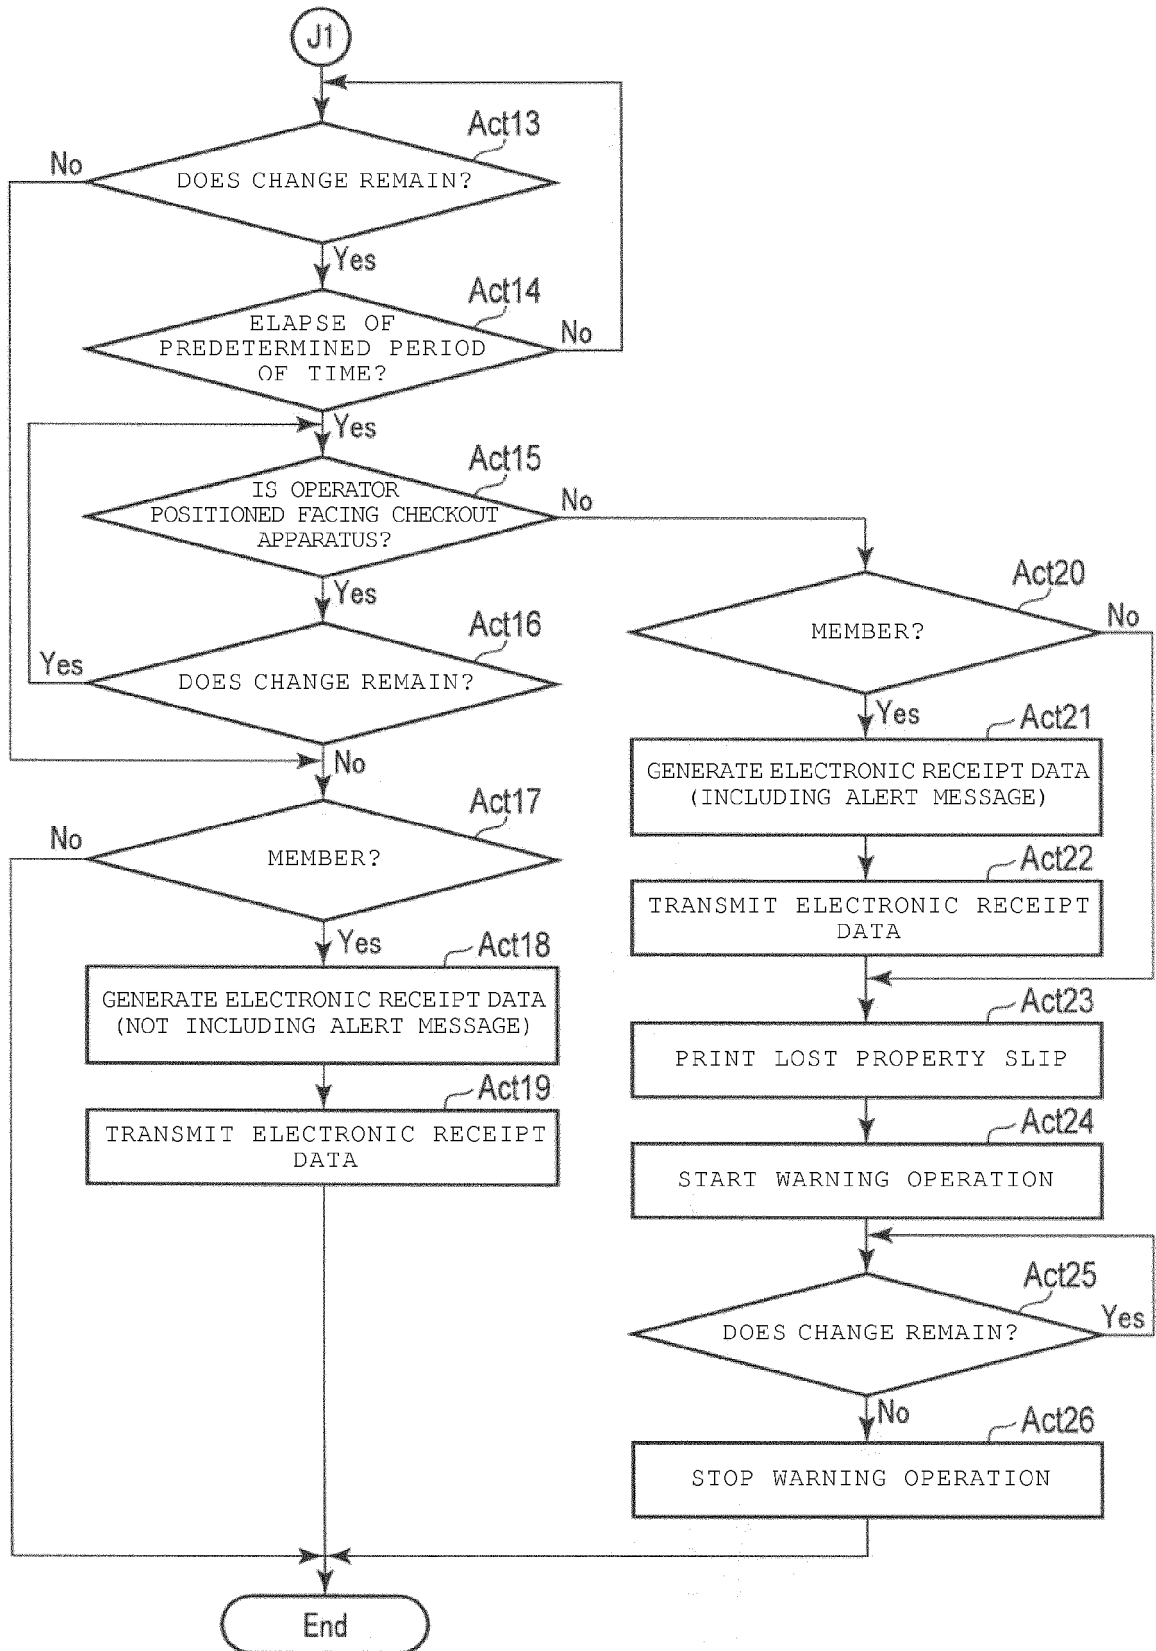 J1
Act13
No
DOES CHANGE REMAIN?
Yes
Act14
ELAPSE OF
PREDETERMINED PERIOD
OF TIME?
No
Yes
Act15
IS OPERATOR
POSITIONED FACING CHECKOUT
APPARATUS?
No
Yes
Act16
Yes
DOES CHANGE REMAIN?
No
Act17
No
MEMBER?
Yes
Act18
GENERATE ELECTRONIC RECEIPT DATA
(NOT INCLUDING ALERT MESSAGE)
Act19
TRANSMIT ELECTRONIC RECEIPT
DATA
Act20
No
MEMBER?
Yes
Act21
GENERATE ELECTRONIC RECEIPT DATA
(INCLUDING ALERT MESSAGE)
Act22
TRANSMIT ELECTRONIC RECEIPT
DATA
Act23
PRINT LOST PROPERTY SLIP
Act24
START WARNING OPERATION
Act25
Yes
DOES CHANGE REMAIN?
No
Act26
STOP WARNING OPERATION
End